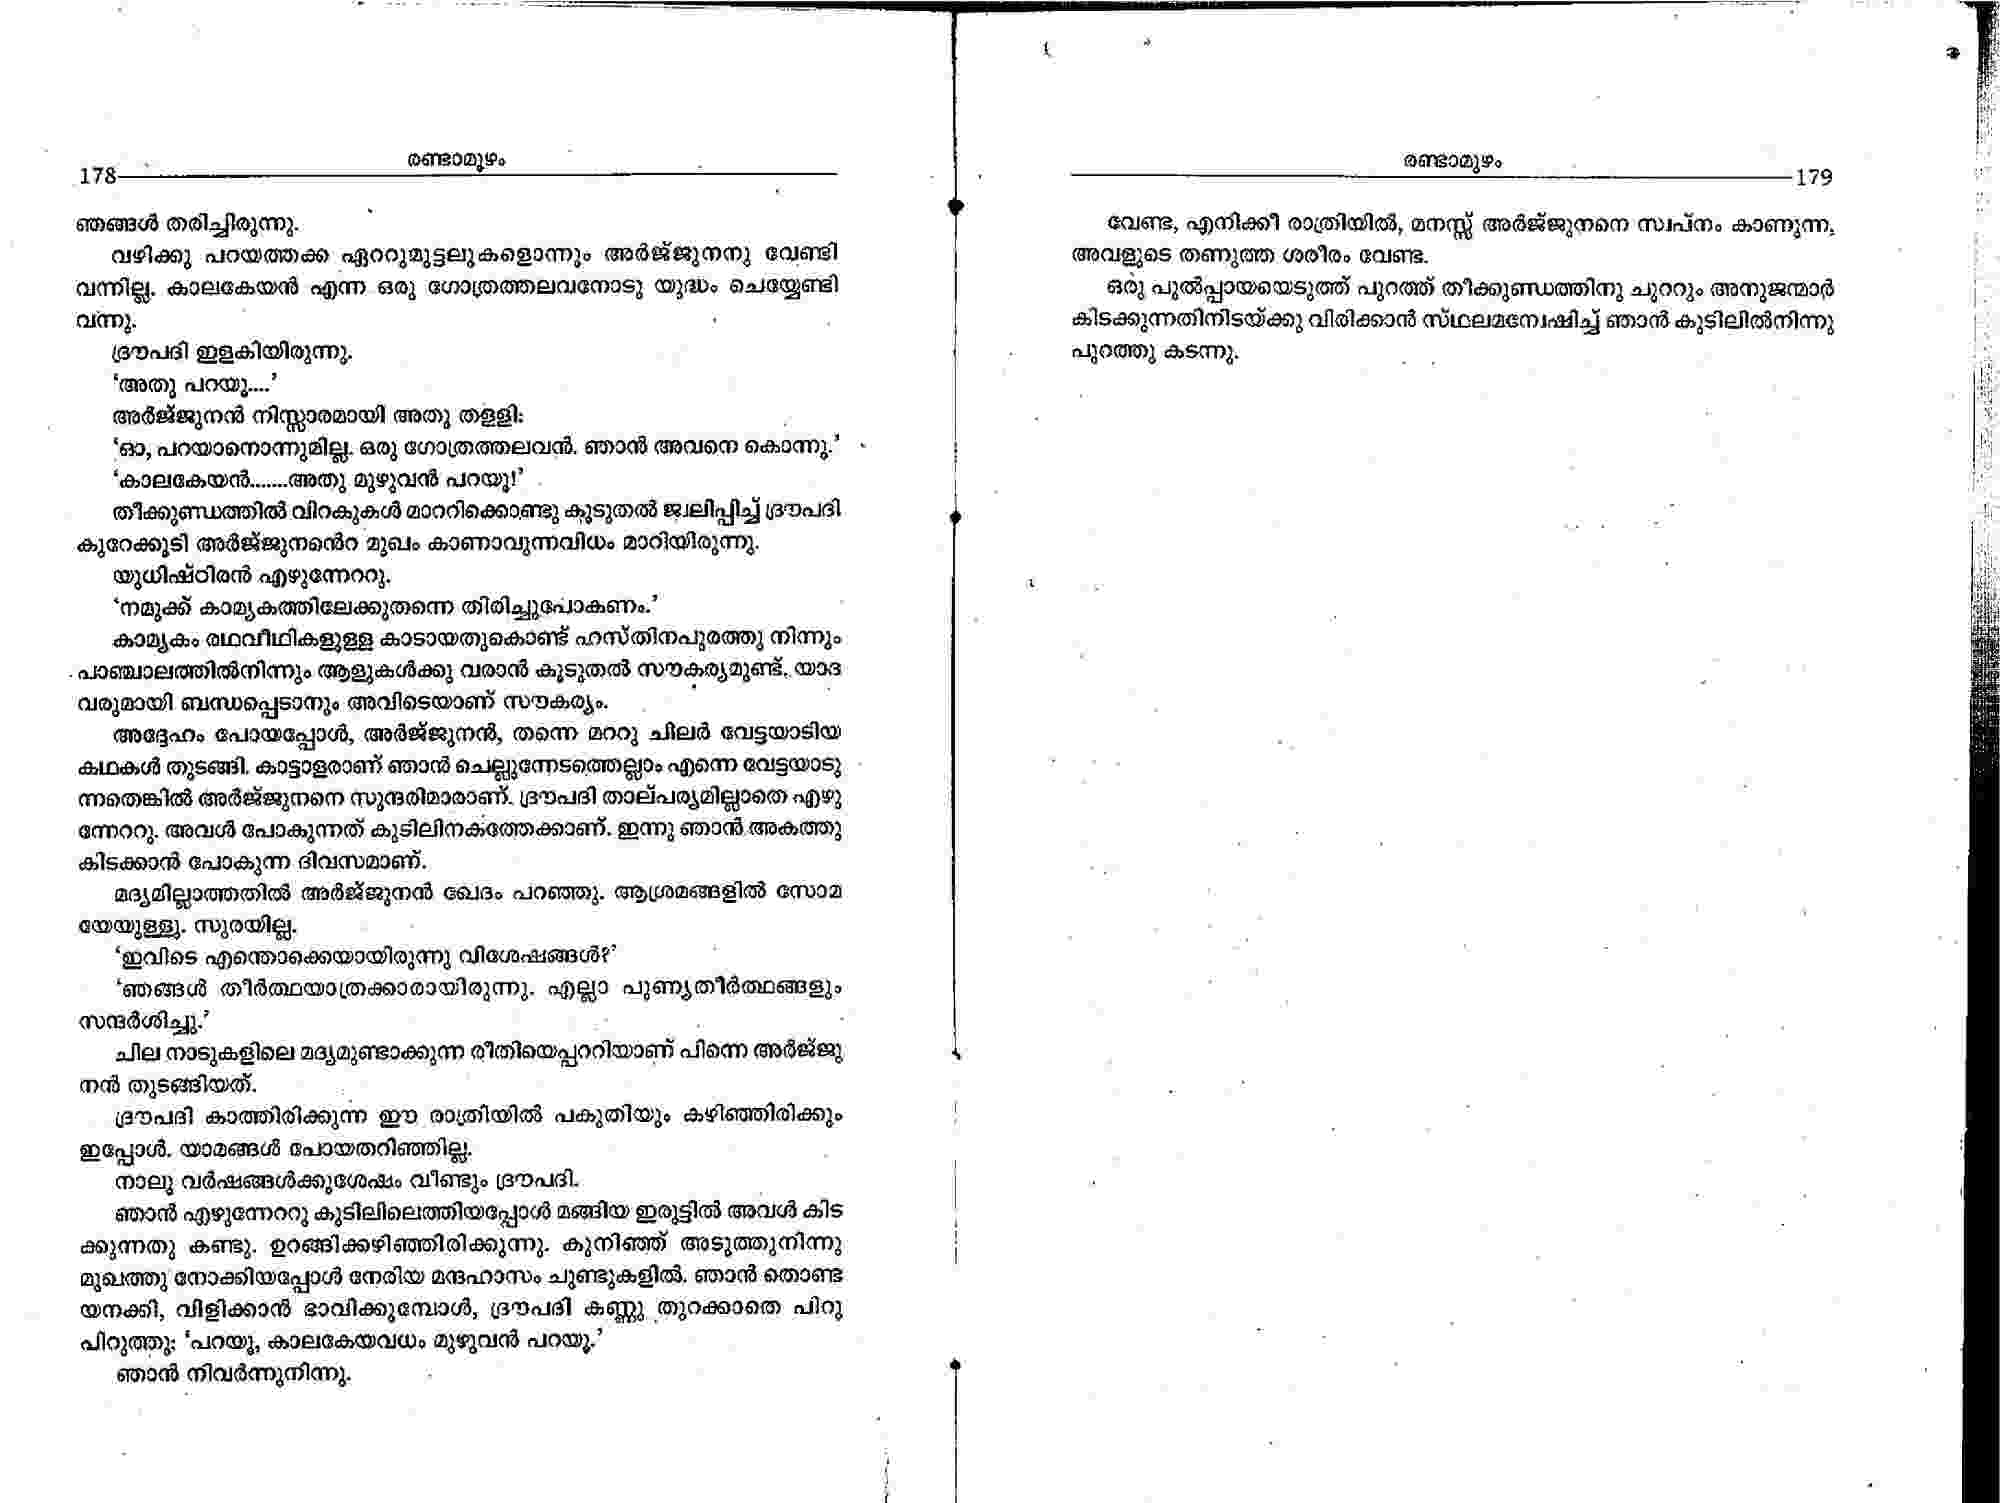 രണ്ടാമൂഴം
178
ഞങ്ങൾ തരിച്ചിരുന്നു.
വഴിക്കു പറയത്തക്ക ഏററുമുട്ടലുകളൊന്നും അർജ്ജുനനു വേണ്ടി
വന്നില്ല. കാലകേയൻ എന്ന ഒരു ഗോത്രത്തലവനോടു യുദ്ധം ചെയ്യേണ്ടി
വന്നു.
ദ്രൗപദി ഇളകിയിരുന്നു.
‘അതു പറയൂ....’
അർജ്ജുനൻ നിസ്സാരമായി അതു തള്ളി:
‘ഓ, പറയാനൊന്നുമില്ല. ഒരു ഗോത്രത്തലവൻ. ഞാൻ അവനെ കൊന്നു.’
‘കാലകേയൻ.......അതു മുഴുവൻ പറയൂ!’
തീക്കുണ്ഡത്തിൽ വിറകുകൾ മാററിക്കൊണ്ടു കൂടുതൽ ജ്വലിപ്പിച്ച് ദ്രൗപദി
കുറേക്കൂടി അർജ്ജുനന്റെ മുഖം കാണാവുന്നവിധം മാറിയിരുന്നു.
യുധിഷ്ഠിരൻ എഴുന്നേററു.
‘നമുക്ക് കാമ്യകത്തിലേക്കുതന്നെ തിരിച്ചുപോകണം.’
കാമ്യകം രഥവീഥികളുള്ള കാടായതുകൊണ്ട് ഹസ്തിനപുരത്തു നിന്നും
പാഞ്ചാലത്തിൽനിന്നും ആളുകൾക്കു വരാൻ കൂടുതൽ സൗകര്യമുണ്ട്. യാദ
വരുമായി ബന്ധപ്പെടാനും അവിടെയാണ് സൗകര്യം.
അദ്ദേഹം പോയപ്പോൾ, അർജ്ജുനൻ, തന്നെ മററു ചിലർ വേട്ടയാടിയ
കഥകൾ തുടങ്ങി. കാട്ടാളരാണ് ഞാൻ ചെല്ലുന്നേടത്തെല്ലാം എന്നെ വേട്ടയാടു
ന്നതെങ്കിൽ അർജ്ജുനനെ സുന്ദരിമാരാണ്. ദ്രൗപദി താല്പര്യമില്ലാതെ എഴു
ന്നേററു. അവൾ പോകുന്നത് കുടിലിനകത്തേക്കാണ്. ഇന്നു ഞാൻ അകത്തു
കിടക്കാൻ പോകുന്ന ദിവസമാണ്.
മദ്യമില്ലാത്തതിൽ അർജ്ജുനൻ ഖേദം പറഞ്ഞു. ആശ്രമങ്ങളിൽ സോമ
യേയുള്ളൂ. സുരയില്ല.
‘ഇവിടെ എന്തൊക്കെയായിരുന്നു വിശേഷങ്ങൾ?’
‘ഞങ്ങൾ തീർത്ഥയാത്രക്കാരായിരുന്നു. എല്ലാ പുണ്യതീർത്ഥങ്ങളും
സന്ദർശിച്ചു.’
ചില നാടുകളിലെ മദ്യമുണ്ടാക്കുന്ന രീതിയെപ്പററിയാണ് പിന്നെ അർജ്ജു
നൻ തുടങ്ങിയത്.
ദ്രൗപദി കാത്തിരിക്കുന്ന ഈ രാത്രിയിൽ പകുതിയും കഴിഞ്ഞിരിക്കും
ഇപ്പോൾ. യാമങ്ങൾ പോയതറിഞ്ഞില്ല.
നാലു വർഷങ്ങൾക്കുശേഷം വീണ്ടും ദ്രൗപദി.
ഞാൻ എഴുന്നേററു കുടിലിലെത്തിയപ്പോൾ മങ്ങിയ ഇരുട്ടിൽ അവൾ കിട
ക്കുന്നതു കണ്ടു. ഉറങ്ങിക്കഴിഞ്ഞിരിക്കുന്നു. കുനിഞ്ഞ് അടുത്തുനിന്നു
മുഖത്തു നോക്കിയപ്പോൾ നേരിയ മന്ദഹാസം ചുണ്ടുകളിൽ. ഞാൻ തൊണ്ട
യനക്കി, വിളിക്കാൻ ഭാവിക്കുമ്പോൾ, ദ്രൗപദി കണ്ണു തുറക്കാതെ പിറു
പിറുത്തു: ‘പറയൂ, കാലകേയവധം മുഴുവൻ പറയൂ.’
ഞാൻ നിവർന്നുനിന്നു.
രണ്ടാമുഴം
179
വേണ്ട, എനിക്കീ രാത്രിയിൽ, മനസ്സ് അർജ്ജുനനെ സ്വപ്നം കാണുന്ന,
അവളുടെ തണുത്ത ശരീരം വേണ്ട.
ഒരു പുൽപ്പായയെടുത്ത് പുറത്ത് തീക്കുണ്ഡത്തിനു ചുററും അനുജന്മാർ
കിടക്കുന്നതിനിടയ്ക്കു വിരിക്കാൻ സ്ഥലമന്വേഷിച്ച് ഞാൻ കുടിലിൽനിന്നു
പുറത്തു കടന്നു.